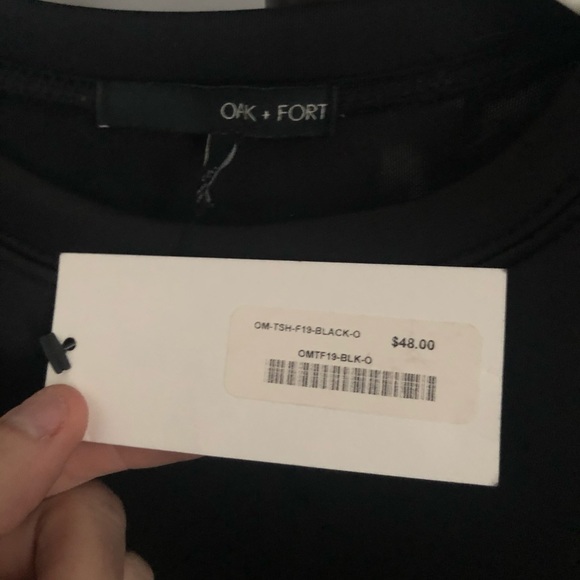 OAK + FORT
OM-TSH-F19-BLACK-O
$48.00
OMTF19-BLK-O